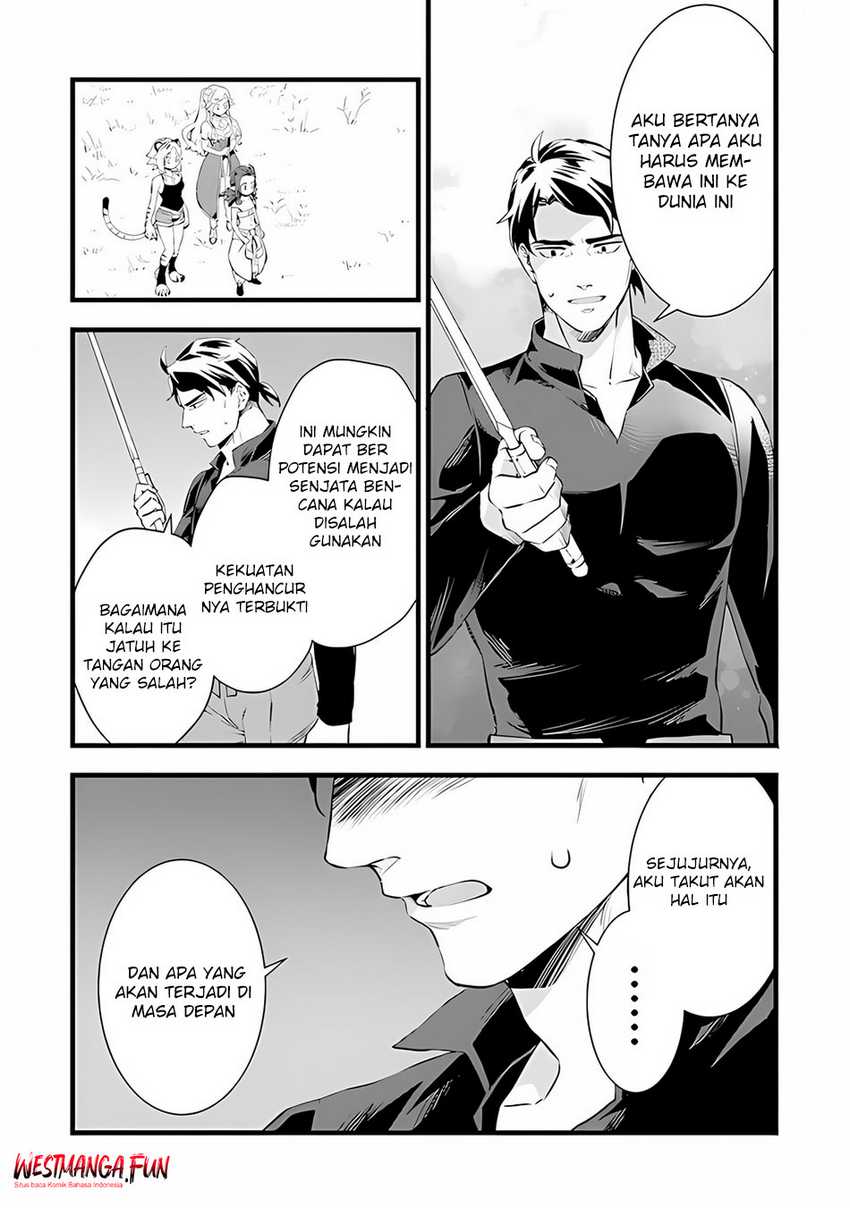 AKU BERTANYA
TANYA APA AKU
HARUS MEM-
BAWA INI KE
DUNIA INI
INI MUNGKIN
DAPAT BER
POTENSI MENJADI
SENJATA BEN-
CANA KALAU
DISALAH
GUNAKAN
KEKUATAN
PENGHANCUR
NYA TERBUKTI
BAGAIMANA
KALAU ITU
JATUH KE
TANGAN ORANG
YANG SALAH?
SEJUJURNYA,
AKU TAKUT AKAN
HAL ITU
......
DAN APA YANG
AKAN TERJADI DI
MASA DEPAN
WESTMANGA.FUN
Situs baca Komik Bahasa Indonesia